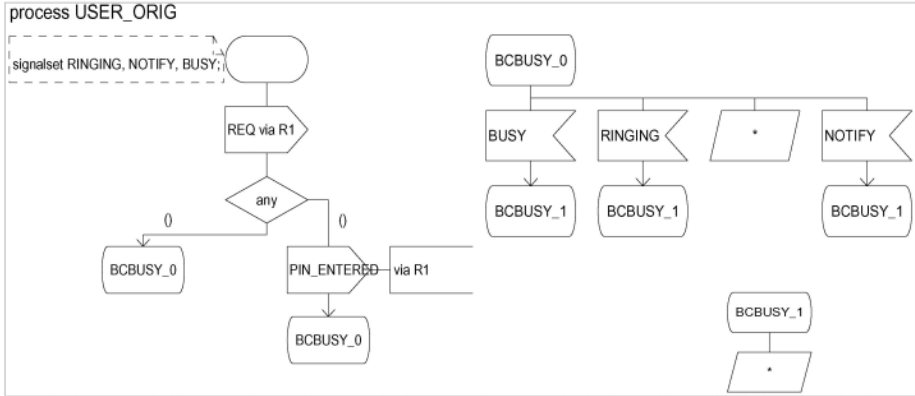 process USER_ORIG
signalset RINGING, NOTIFY, BUSY;
REQ via R1
any
()
()
BCBUSY_0
PIN_ENTERED
via R1
BCBUSY_0
BCBUSY_0
BUSY
RINGING
*
NOTIFY
BCBUSY_1
BCBUSY_1
BCBUSY_1
BCBUSY_1
*